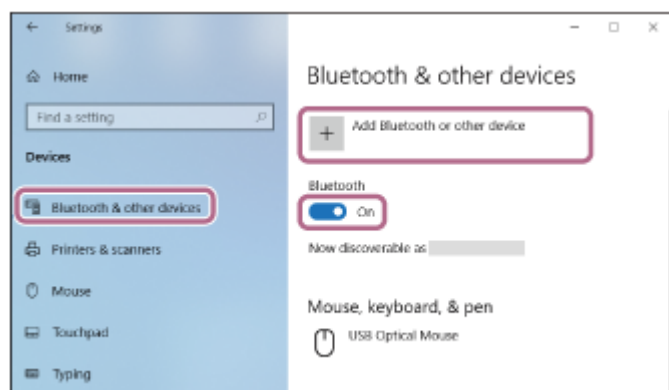 Settings
Home
Find a setting
Devices
Bluetooth & other devices
Printers & scanners
Mouse
Touchpad
Typing
Bluetooth & other devices
Add Bluetooth or other device
Bluetooth
On
Now discoverable as
Mouse, keyboard, & pen
USB Optical Mouse